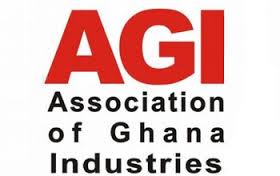 AGI
Association
of Ghana
Industries